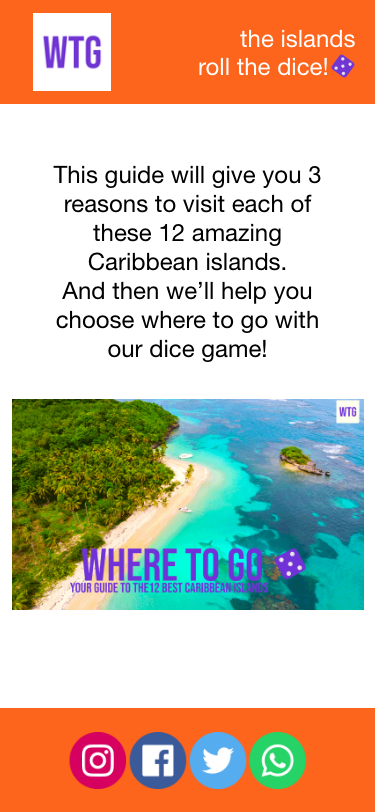 WTG
the islands
roll the dice!
This guide will give you 3
reasons to visit each of
these 12 amazing
Caribbean islands.
And then we’ll help you
choose where to go with
our dice game!
WTG
WHERE TO GO
YOUR GUIDE TO THE 12 BEST CARIBBEAN ISLANDS